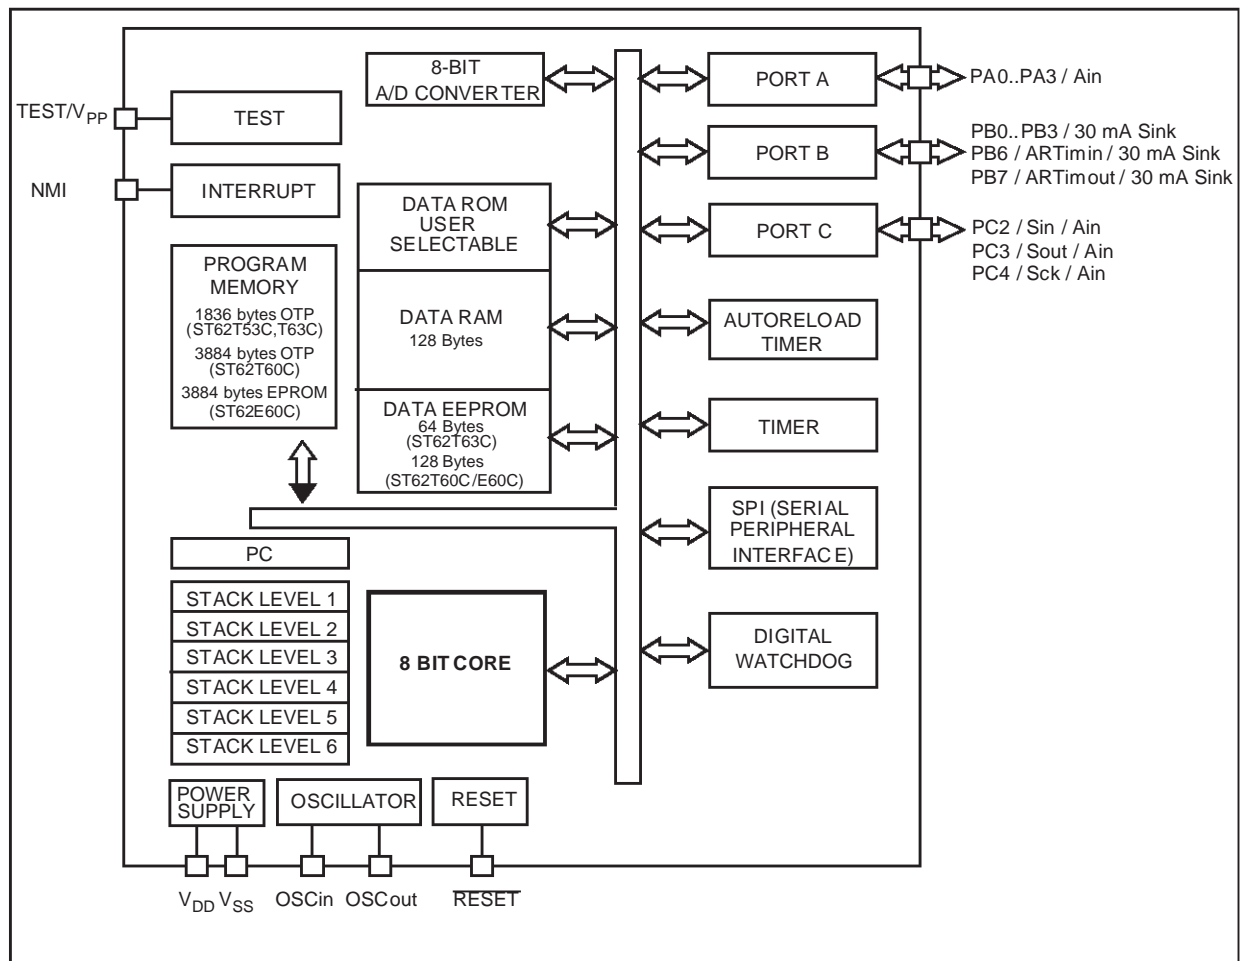 8-BIT
A/D CONVERTER
PORT A
PA0..PA3 / Ain
TEST/VPP
TEST
PORT B
PB0..PB3 / 30 mA Sink
PB6 / ARTimin / 30 mA Sink
PB7 / ARTimout / 30 mA Sink
NMI
INTERRUPT
DATA ROM
USER
SELECTABLE
PORT C
PC2 / Sin / Ain
PC3 / Sout / Ain
PC4 / Sck / Ain
PROGRAM
MEMORY
1836 bytes OTP
(ST62T53C,T63C)
3884 bytes OTP
(ST62T60C)
3884 bytes EPROM
(ST62E60C)
DATA RAM
128 Bytes
AUTORELOAD
TIMER
DATA EEPROM
64 Bytes
(ST62T63C)
128 Bytes
(ST62T60C/E60C)
TIMER
SPI (SERIAL
PERIPHERAL
INTERFACE)
PC
STACK LEVEL 1
STACK LEVEL 2
STACK LEVEL 3
STACK LEVEL 4
STACK LEVEL 5
STACK LEVEL 6
8 BIT CORE
DIGITAL
WATCHDOG
POWER
SUPPLY
OSCILLATOR
RESET
VDD VSS OSCin OSCout RESET